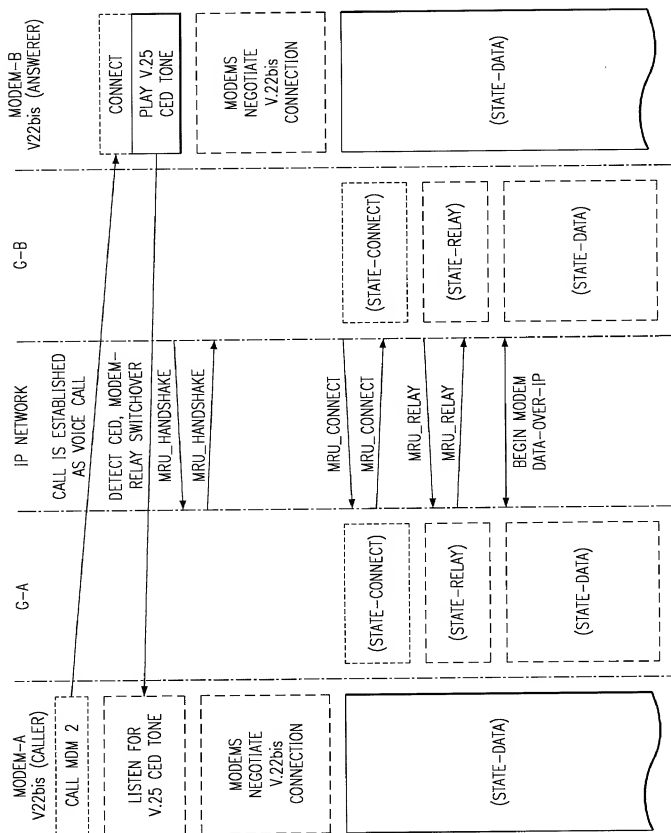 MODEM-A
V22bis (CALLER)
G-A
IP NETWORK
G-B
MODEM-B
V22bis (ANSWERER)
CALL MDM 2
CALL IS ESTABLISHED
AS VOICE CALL
CONNECT
LISTEN FOR
V.25 CED TONE
DETECT CED, MODEM-
RELAY SWITCHOVER
PLAY V.25
CED TONE
MRU_HANDSHAKE
MRU_HANDSHAKE
MODEMS
NEGOTIATE
V.22bis
CONNECTION
MODEMS
NEGOTIATE
V.22bis
CONNECTION
(STATE-CONNECT)
MRU_CONNECT
MRU_CONNECT
(STATE-CONNECT)
(STATE-RELAY)
MRU_RELAY
MRU_RELAY
(STATE-RELAY)
(STATE-DATA)
(STATE-DATA)
BEGIN MODEM
DATA-OVER-IP
(STATE-DATA)
(STATE-DATA)